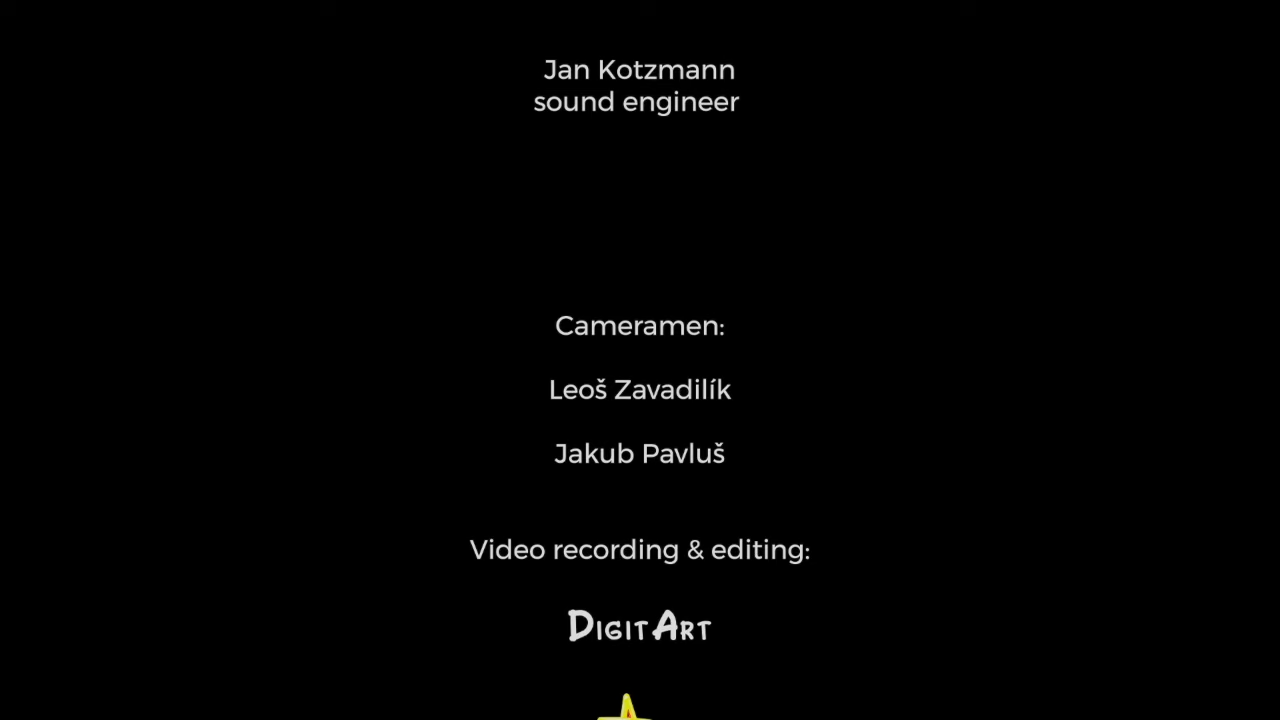 Jan Kotzmann
sound engineer
Cameramen:
Leoš Zavadilík
Jakub Pavluš
Video recording & editing:
DigitArt